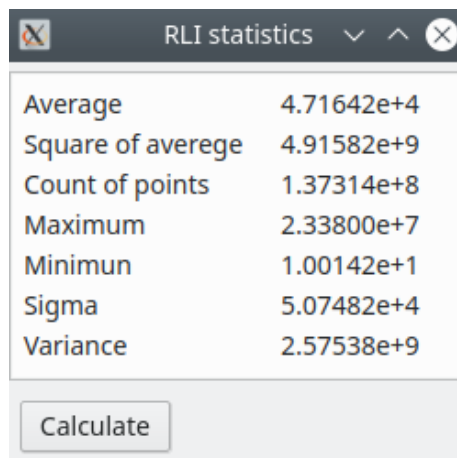 RLI statistics
Average 4.71642e+4
Square of averege 4.91582e+9
Count of points 1.37314e+8
Maximum 2.33800e+7
Minimun 1.00142e+1
Sigma 5.07482e+4
Variance 2.57538e+9
Calculate